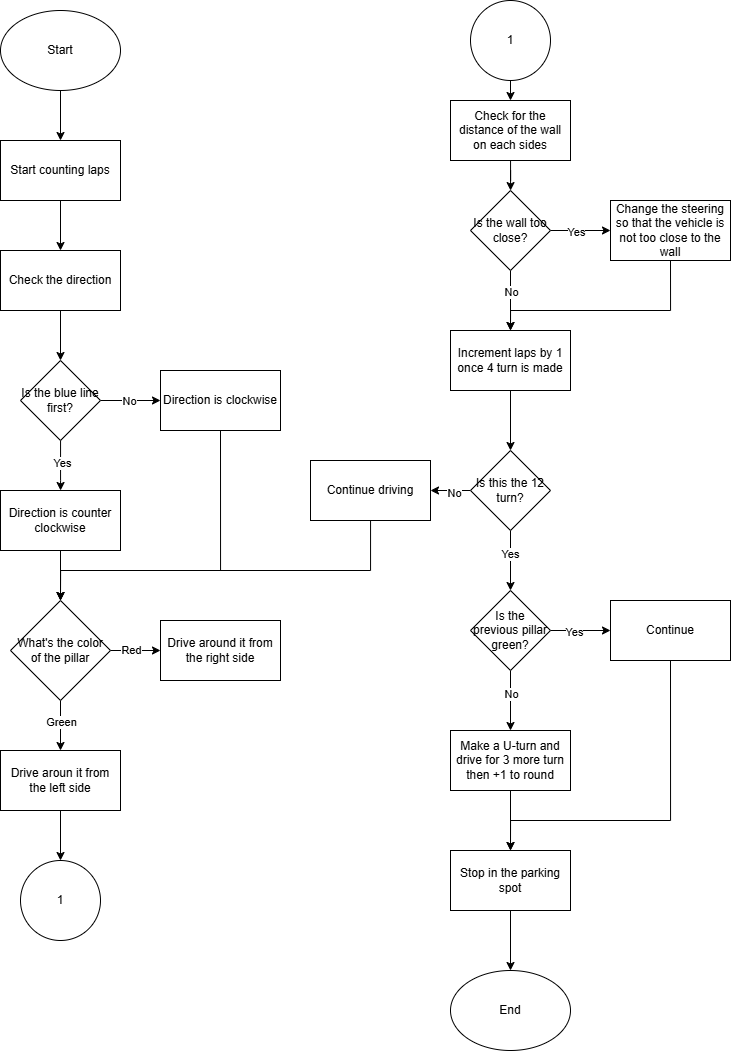 Start
Start counting laps
Check the direction
Is the blue line
first?
No
Direction is clockwise
Yes
Direction is counter
clockwise
What's the color
of the pillar
Red
Drive around it from
the right side
Green
Drive aroun it from
the left side
1
1
Check for the
distance of the wall
on each sides
Is the wall too
close?
Yes
Change the steering
so that the vehicle is
not too close to the
wall
No
Increment laps by 1
once 4 turn is made
Is this the 12
turn?
No
Continue driving
Yes
Is the
previous pillar
green?
Yes
Continue
No
Make a U-turn and
drive for 3 more turn
then +1 to round
Stop in the parking
spot
End